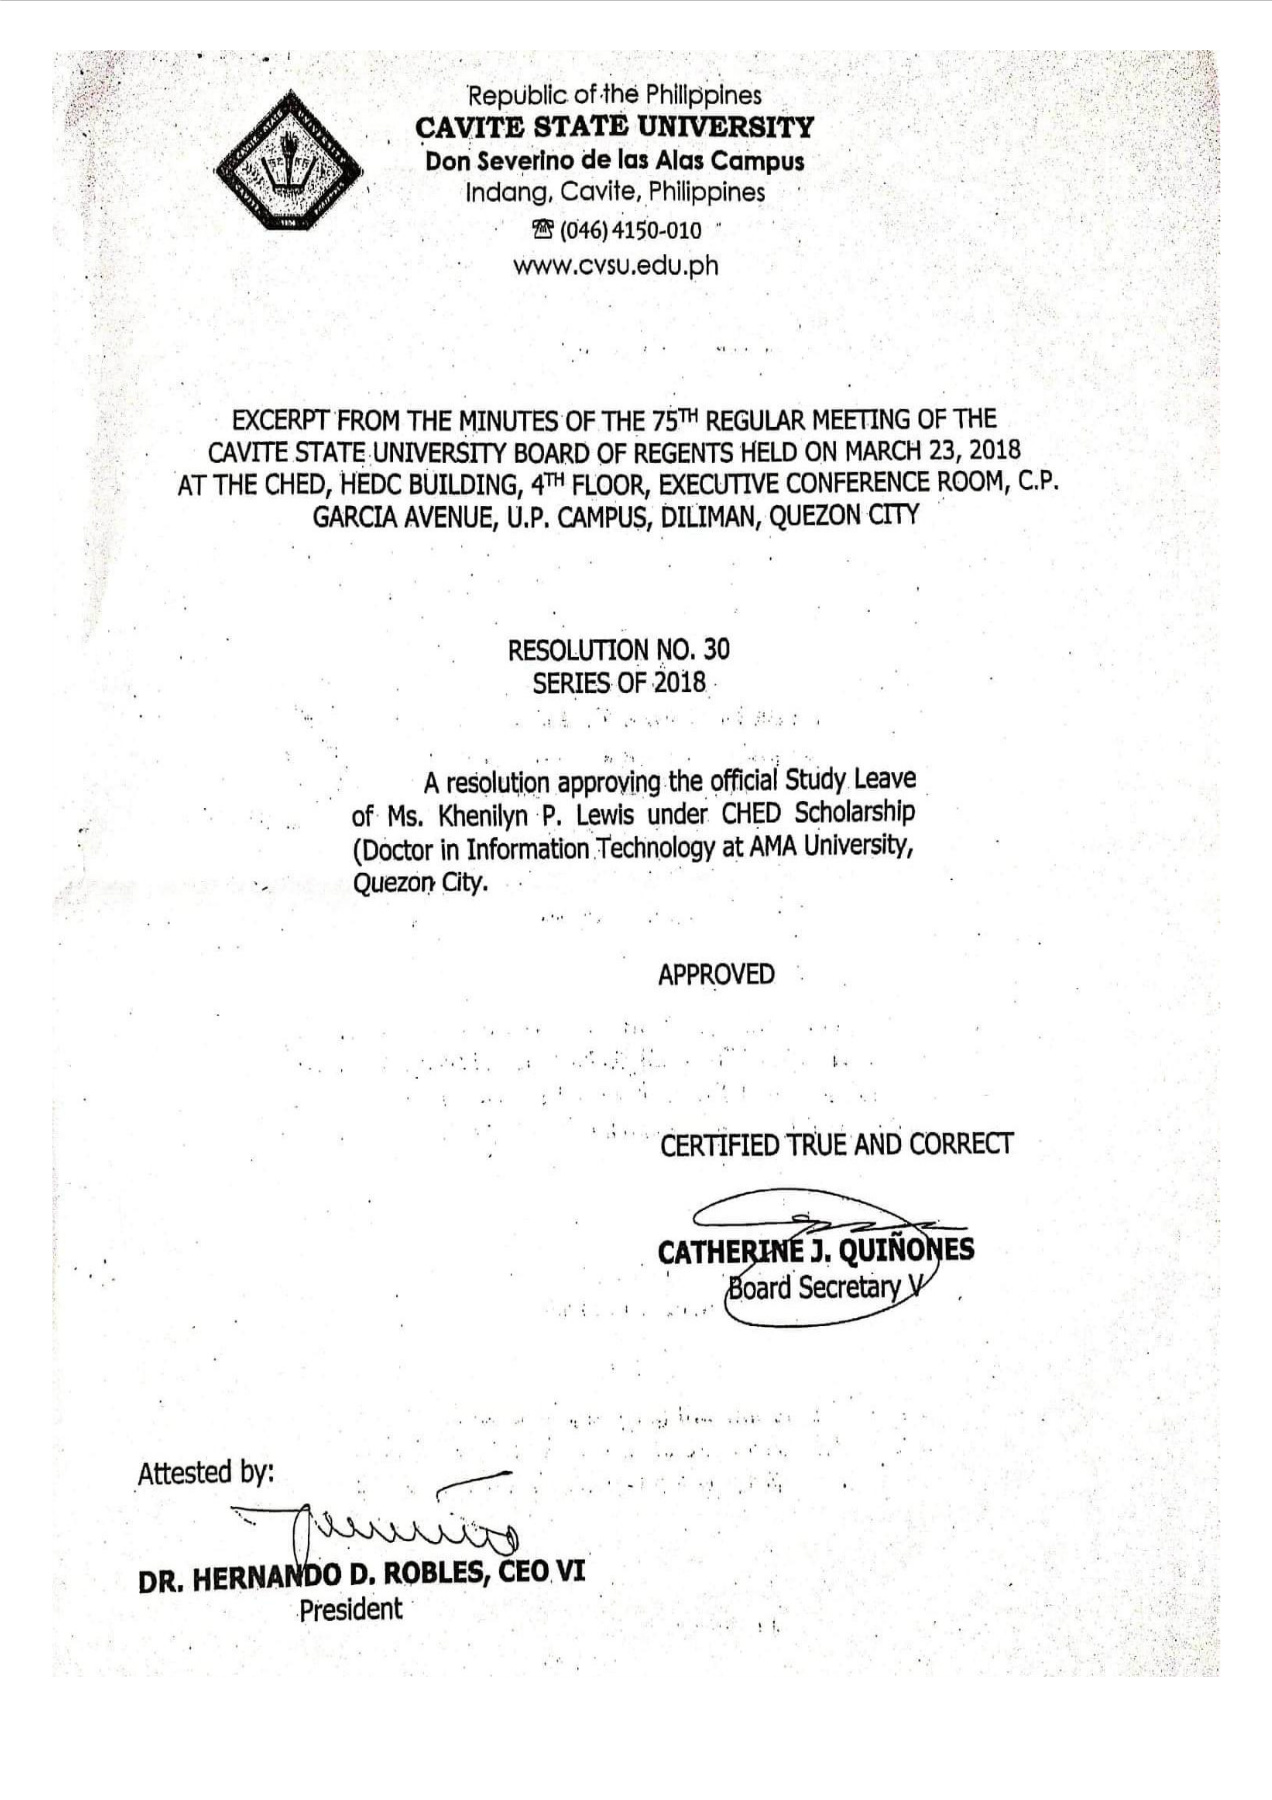 Republic of the Philippines
CAVITE STATE UNIVERSITY
Don Severino de las Alas Campus
Indang, Cavite, Philippines
☎ (046) 4150-010
www.cvsu.edu.ph
EXCERPT FROM THE MINUTES OF THE 75TH REGULAR MEETING OF THE
CAVITE STATE UNIVERSITY BOARD OF REGENTS HELD ON MARCH 23, 2018
AT THE CHED, HEDC BUILDING, 4TH FLOOR, EXECUTIVE CONFERENCE ROOM, C.P.
GARCIA AVENUE, U.P. CAMPUS, DILIMAN, QUEZON CITY
RESOLUTION NO. 30
SERIES OF 2018
A resolution approving the official Study Leave
of Ms. Khenilyn P. Lewis under CHED Scholarship
(Doctor in Information Technology at AMA University,
Quezon City.
APPROVED
CERTIFIED TRUE AND CORRECT
CATHERINE J. QUIÑONES
Board Secretary V
Attested by:
DR. HERNANDO D. ROBLES, CEO VI
President